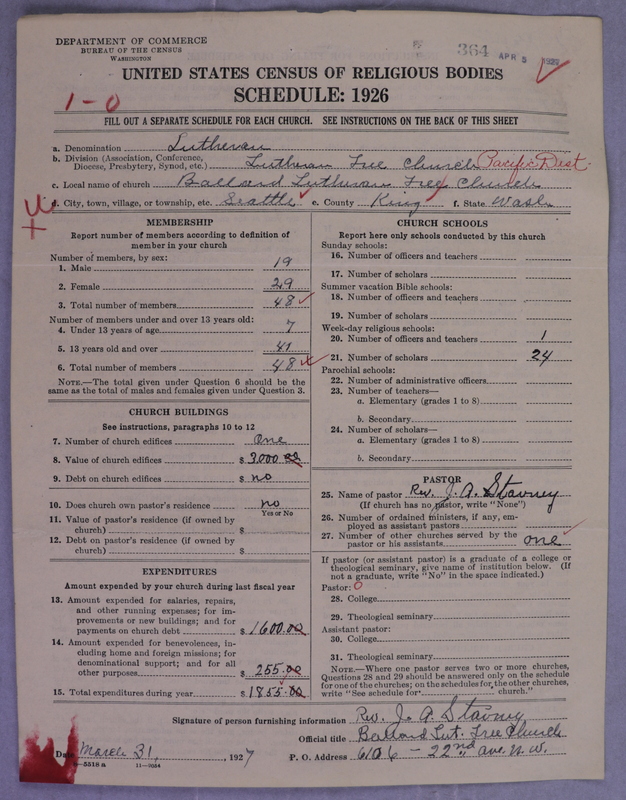 DEPARTMENT OF COMMERCE
BUREAU OF THE CENSUS
WASHINGTON
364 APR 5 1927
UNITED STATES CENSUS OF RELIGIOUS BODIES
SCHEDULE: 1926
1-0
FILL OUT A SEPARATE SCHEDULE FOR EACH CHURCH. SEE INSTRUCTIONS ON THE BACK OF THIS SHEET
a. Denomination Lutheran
b. Division (Association, Conference, Diocese, Presbytery, Synod, etc.) Lutheran Free Church Pacific Dist.
c. Local name of church Ballard Lutheran Free Church
d. City, town, village, or township, etc. Seattle e. County King f. State Wash.
MEMBERSHIP
Report number of members according to definition of
member in your church
Number of members, by sex:
1. Male 19
2. Female 29
3. Total number of members 48
Number of members under and over 13 years old:
4. Under 13 years of age 7
5. 13 years old and over 41
6. Total number of members 48
NOTE.—The total given under Question 6 should be the
same as the total of males and females given under Question 3.
CHURCH BUILDINGS
See instructions, paragraphs 10 to 12
7. Number of church edifices One
8. Value of church edifices $ 3,000 00
9. Debt on church edifices $ no
10. Does church own pastor's residence no
Yes or No
11. Value of pastor's residence (if owned by
church) $
12. Debt on pastor's residence (if owned by
church) $
EXPENDITURES
Amount expended by your church during last fiscal year
13. Amount expended for salaries, repairs,
and other running expenses; for im-
provements or new buildings; and for
payments on church debt $ 1600.00
14. Amount expended for benevolences, in-
cluding home and foreign missions; for
denominational support; and for all
other purposes $ 255.00
15. Total expenditures during year $ 1855.00
CHURCH SCHOOLS
Report here only schools conducted by this church
Sunday schools:
16. Number of officers and teachers
17. Number of scholars
Summer vacation Bible schools:
18. Number of officers and teachers
19. Number of scholars
Week-day religious schools:
20. Number of officers and teachers 1
21. Number of scholars 24
Parochial schools:
22. Number of administrative officers
23. Number of teachers—
a. Elementary (grades 1 to 8)
b. Secondary
24. Number of scholars—
a. Elementary (grades 1 to 8)
b. Secondary
PASTOR
25. Name of pastor Rev. J. A. Stavney
(If church has no pastor, write "None")
26. Number of ordained ministers, if any, em-
ployed as assistant pastors
27. Number of other churches served by the
pastor or his assistants one
If pastor (or assistant pastor) is a graduate of a college or
theological seminary, give name of institution below. (If
not a graduate, write "No" in the space indicated.)
Pastor: 0
28. College
29. Theological seminary
Assistant pastor:
30. College
31. Theological seminary
NOTE.—Where one pastor serves two or more churches,
Questions 28 and 29 should be answered only on the schedule
for one of the churches; on the schedules for the other churches,
write "See schedule for church."
Signature of person furnishing information Rev. J. A. Stavney
Official title Ballard Lut. Free Church
Date March 31, 1927 P. O. Address 6106 - 22nd ave. N. W.
8—5518 a 11—9034